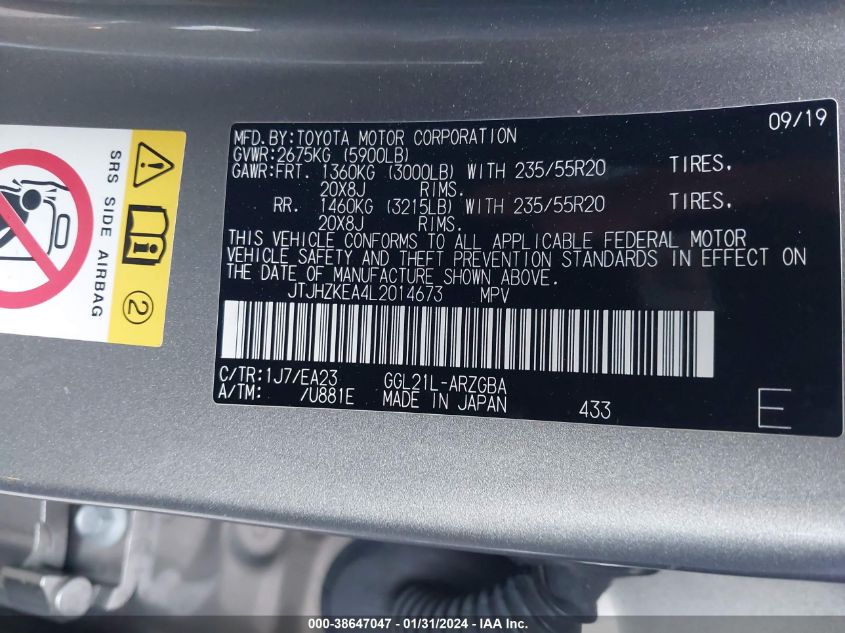 SRS SIDE AIRBAG
2
09/19
MFD.BY:TOYOTA MOTOR CORPORATION
GVWR:2675KG (5900LB)
GAWR:FRT. 1360KG (3000LB) WITH 235/55R20 TIRES.
20X8J RIMS.
RR. 1460KG (3215LB) WITH 235/55R20 TIRES.
20X8J RIMS.
THIS VEHICLE CONFORMS TO ALL APPLICABLE FEDERAL MOTOR
VEHICLE SAFETY AND THEFT PREVENTION STANDARDS IN EFFECT ON
THE DATE OF MANUFACTURE SHOWN ABOVE.
JTJHZKEA4L2014673 MPV
C/TR:1J7/EA23 GGL21L-ARZGBA
A/TM: /U881E MADE IN JAPAN 433 E
000-38647047 - 01/31/2024 - IAA Inc.